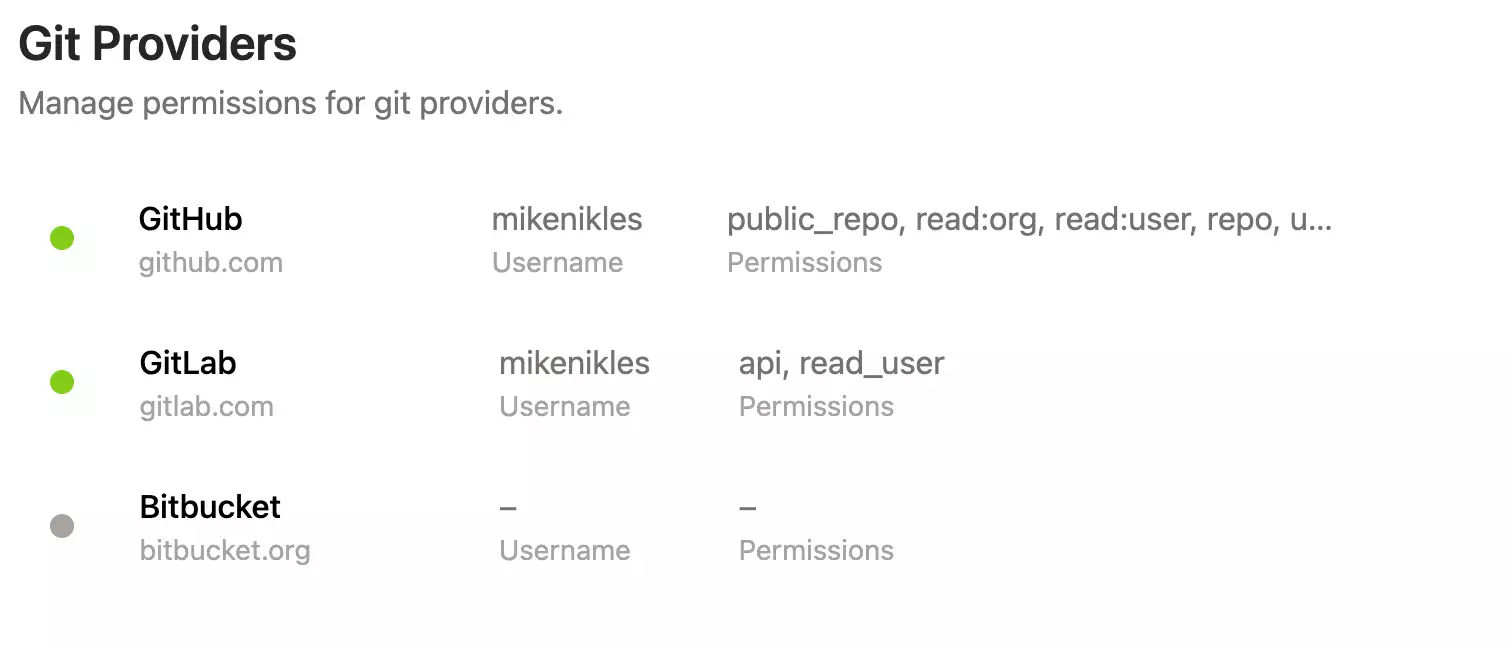 Git Providers
Manage permissions for git providers.
GitHub mikenikles public_repo, read:org, read:user, repo, u...
github.com Username Permissions
GitLab mikenikles api, read_user
gitlab.com Username Permissions
Bitbucket – –
bitbucket.org Username Permissions